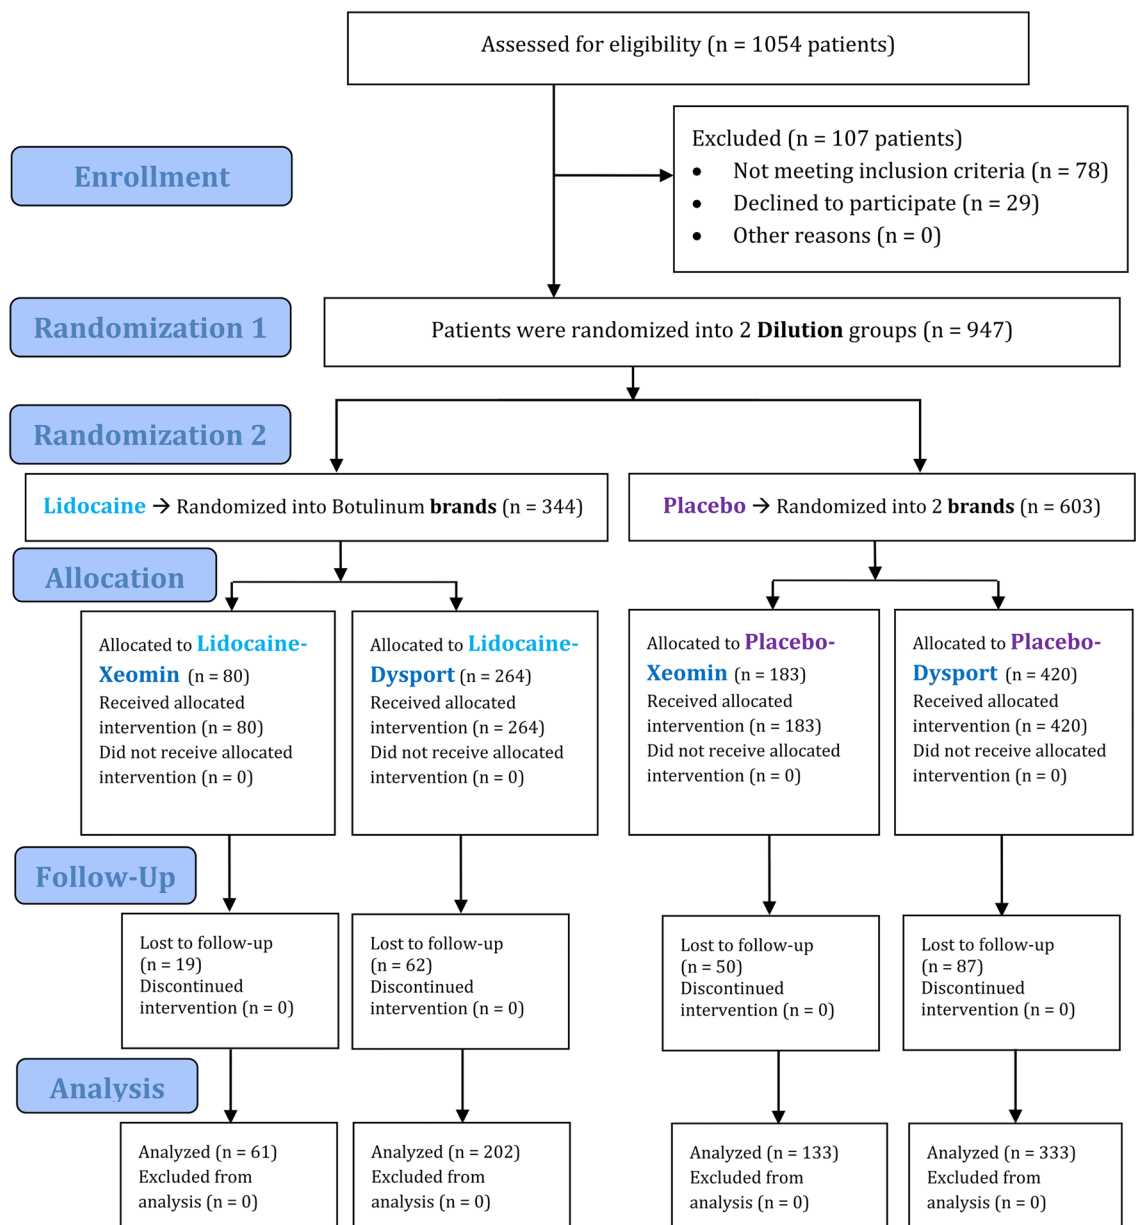 Assessed for eligibility (n = 1054 patients)
Enrollment
Excluded (n = 107 patients)
• Not meeting inclusion criteria (n = 78)
• Declined to participate (n = 29)
• Other reasons (n = 0)
Randomization 1
Patients were randomized into 2 Dilution groups (n = 947)
Randomization 2
Lidocaine → Randomized into Botulinum brands (n = 344)
Placebo → Randomized into 2 brands (n = 603)
Allocation
Allocated to Lidocaine-
Xeomin (n = 80)
Received allocated
intervention (n = 80)
Did not receive allocated
intervention (n = 0)
Allocated to Lidocaine-
Dysport (n = 264)
Received allocated
intervention (n = 264)
Did not receive allocated
intervention (n = 0)
Allocated to Placebo-
Xeomin (n = 183)
Received allocated
intervention (n = 183)
Did not receive allocated
intervention (n = 0)
Allocated to Placebo-
Dysport (n = 420)
Received allocated
intervention (n = 420)
Did not receive allocated
intervention (n = 0)
Follow-Up
Lost to follow-up
(n = 19)
Discontinued
intervention (n = 0)
Lost to follow-up
(n = 62)
Discontinued
intervention (n = 0)
Lost to follow-up
(n = 50)
Discontinued
intervention (n = 0)
Lost to follow-up
(n = 87)
Discontinued
intervention (n = 0)
Analysis
Analyzed (n = 61)
Excluded from
analysis (n = 0)
Analyzed (n = 202)
Excluded from
analysis (n = 0)
Analyzed (n = 133)
Excluded from
analysis (n = 0)
Analyzed (n = 333)
Excluded from
analysis (n = 0)